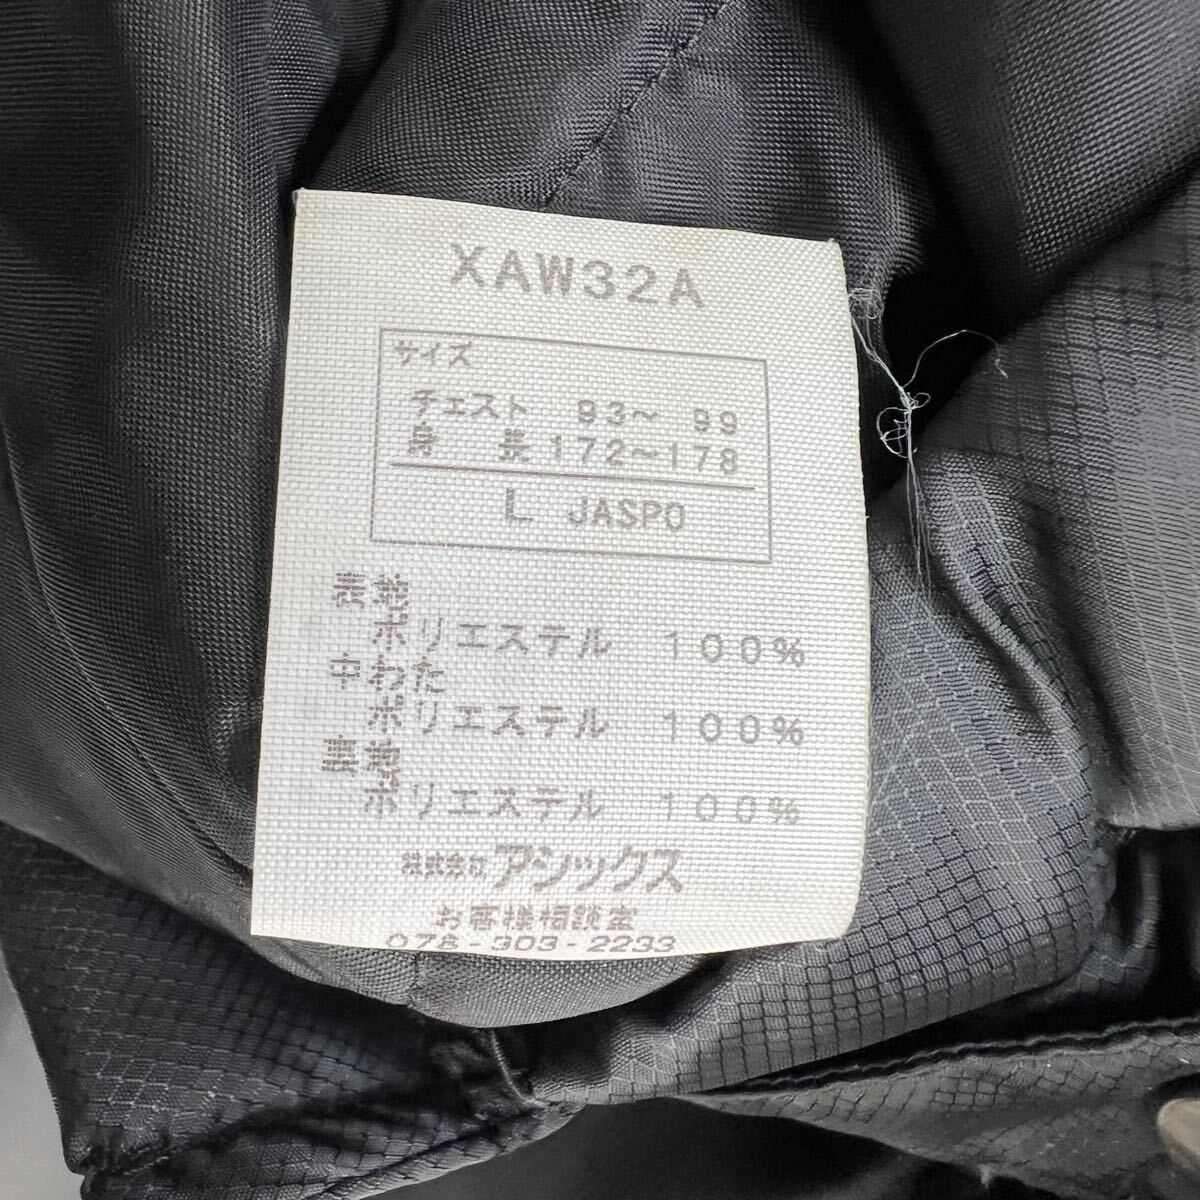 XAW32A
サイズ
チェスト 93～ 99
身 長 172～178
L JASPO
表地
ポリエステル 100%
中わた
ポリエステル 100%
裏地
ポリエステル 100%
株式会社 アシックス
お客様相談室
078-303-2233